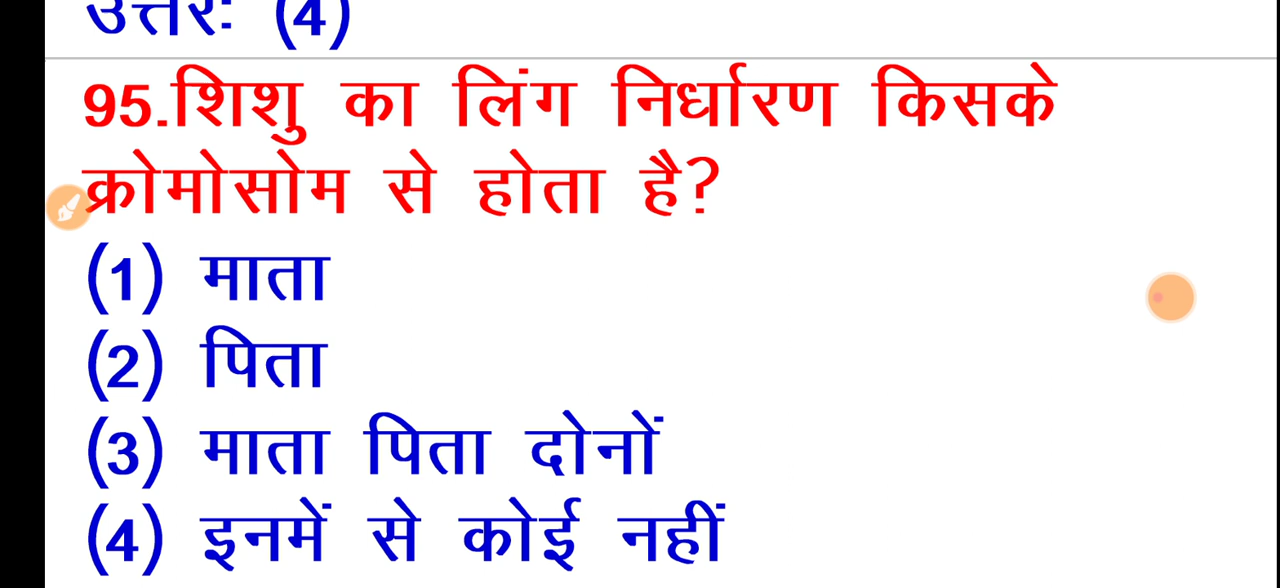 उत्तरः (4)
95.शिशु का लिंग निर्धारण किसके
क्रोमोसोम से होता है?
(1) माता
(2) पिता
(3) माता पिता दोनों
(4) इनमें से कोई नहीं